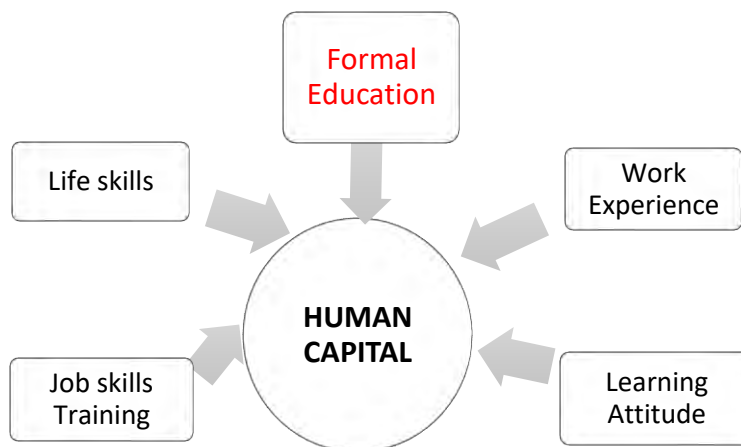 Formal
Education
Life skills
Work
Experience
HUMAN
CAPITAL
Job skills
Training
Learning
Attitude